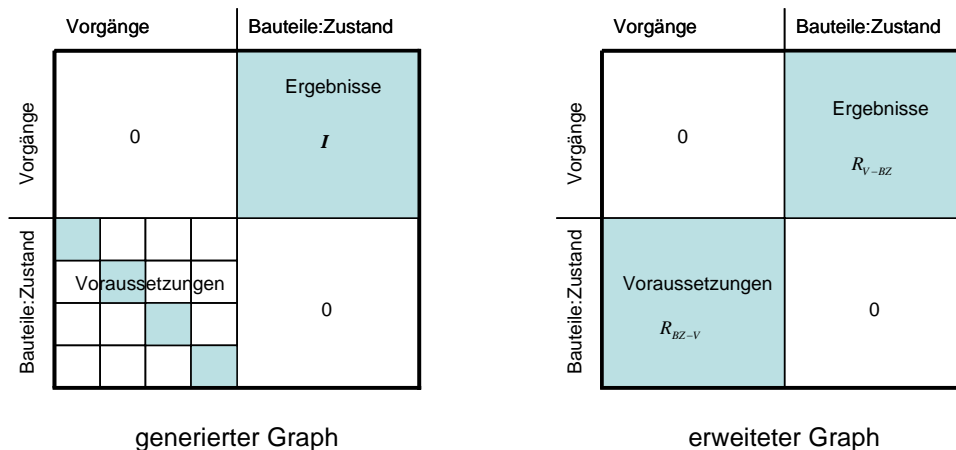 Vorgänge Bauteile:Zustand
Vorgänge
0
Ergebnisse
I
Bauteile:Zustand
Voraussetzungen
0
generierter Graph
Vorgänge Bauteile:Zustand
Vorgänge
0
Ergebnisse
R_{V-BZ}
Bauteile:Zustand
Voraussetzungen
R_{BZ-V}
0
erweiteter Graph